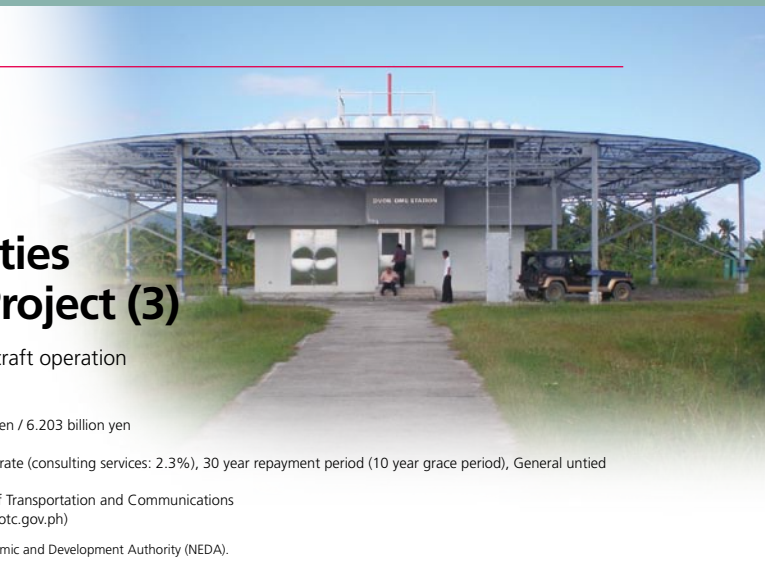 ties
roject (3)
raft operation
en / 6.203 billion yen
rate (consulting services: 2.3%), 30 year repayment period (10 year grace period), General untied
f Transportation and Communications
otc.gov.ph)
mic and Development Authority (NEDA).
DVOR DME STATION